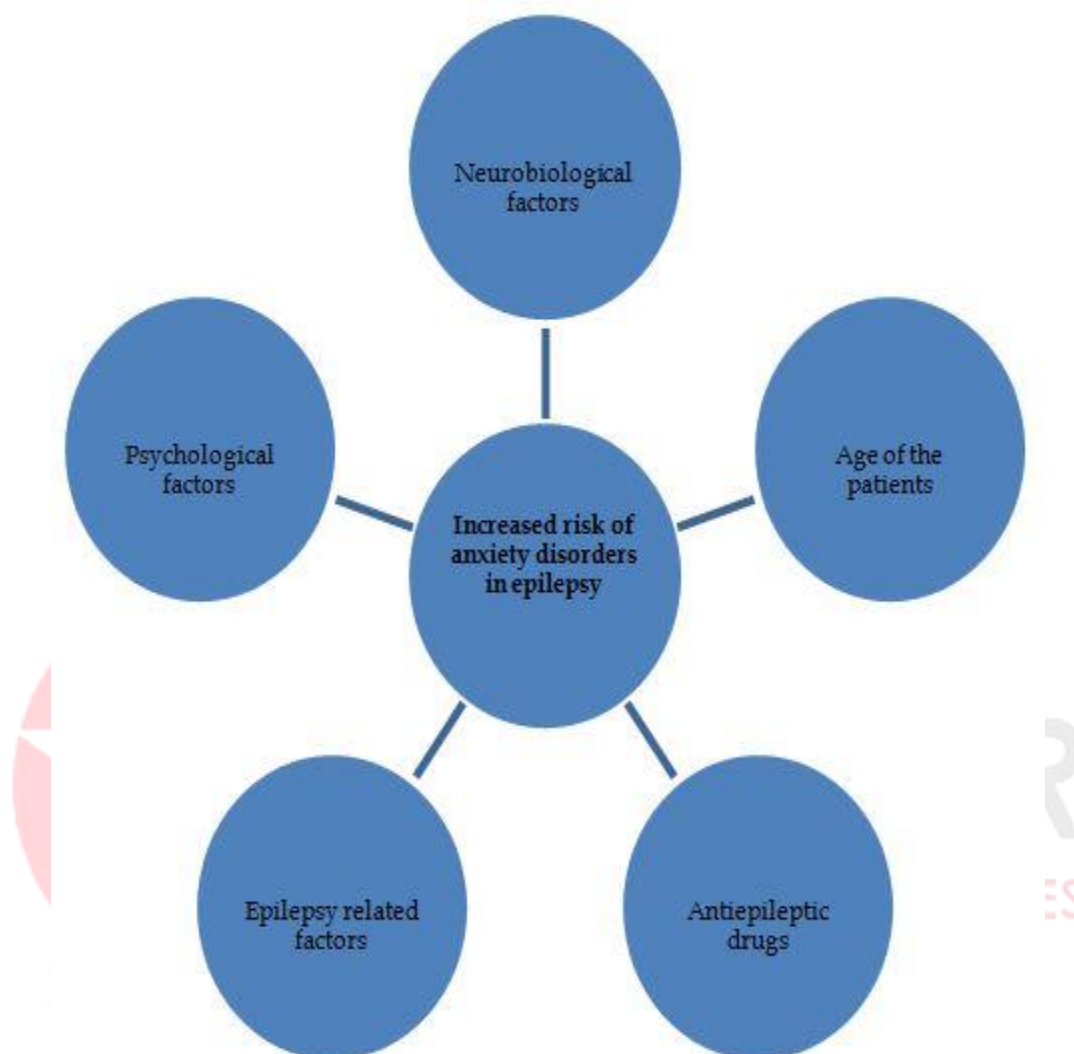 Neurobiological
factors
Psychological
factors
Age of the
patients
Increased risk of
anxiety disorders
in epilepsy
Epilepsy related
factors
Antiepileptic
drugs
R
ES